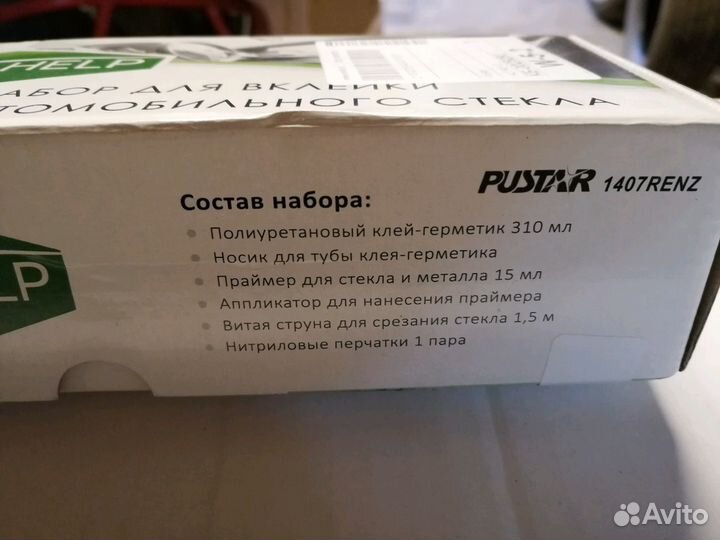 HELP
АБОР ДЛЯ ВКЛЕЙКИ
ТОМОБИЛЬНОГО СТЕКЛА
PUSTAR 1407RENZ
Состав набора:
Полиуретановый клей-герметик 310 мл
Носик для тубы клея-герметика
Праймер для стекла и металла 15 мл
Аппликатор для нанесения праймера
Витая струна для срезания стекла 1,5 м
Нитриловые перчатки 1 пара
LP
Avito